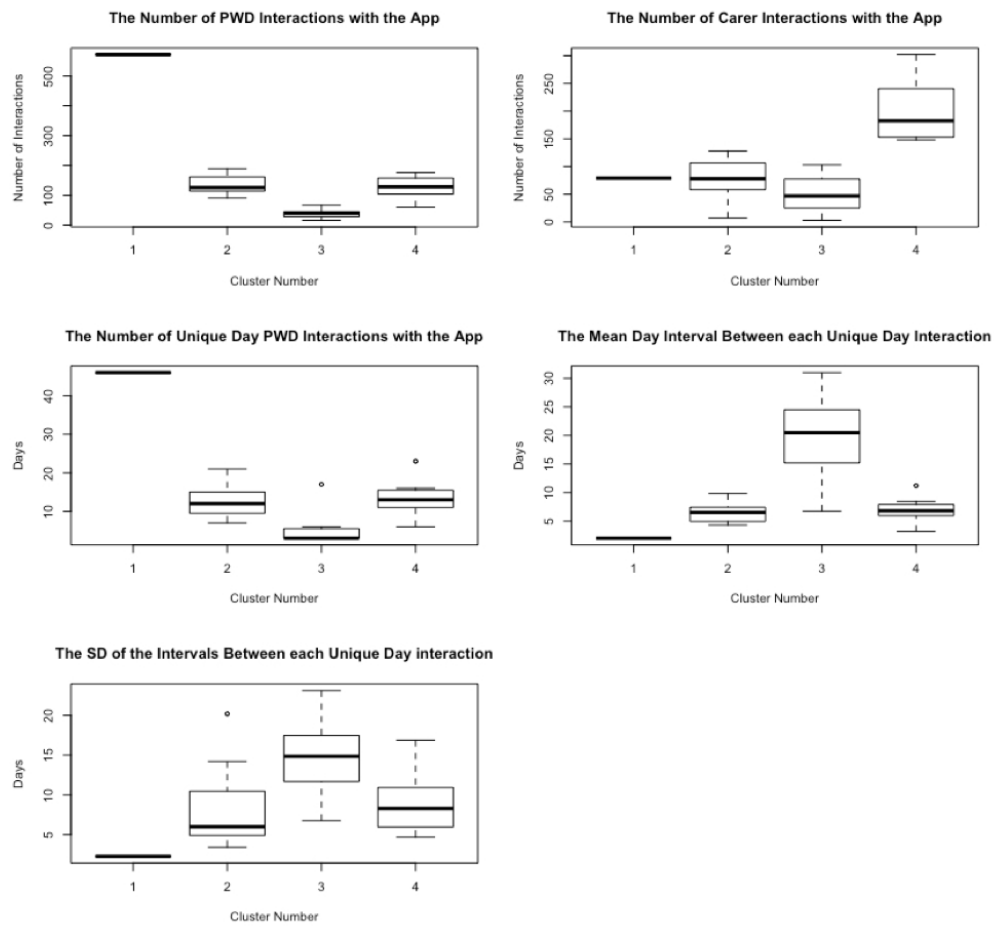 The Number of PWD Interactions with the App
Number of Interactions
500
300
100
0
1 2 3 4
Cluster Number
The Number of Carer Interactions with the App
Number of Interactions
250
150
50
0
1 2 3 4
Cluster Number
The Number of Unique Day PWD Interactions with the App
Days
40
30
20
10
1 2 3 4
Cluster Number
The Mean Day Interval Between each Unique Day Interaction
Days
30
25
20
15
10
5
1 2 3 4
Cluster Number
The SD of the Intervals Between each Unique Day interaction
Days
20
15
10
5
1 2 3 4
Cluster Number